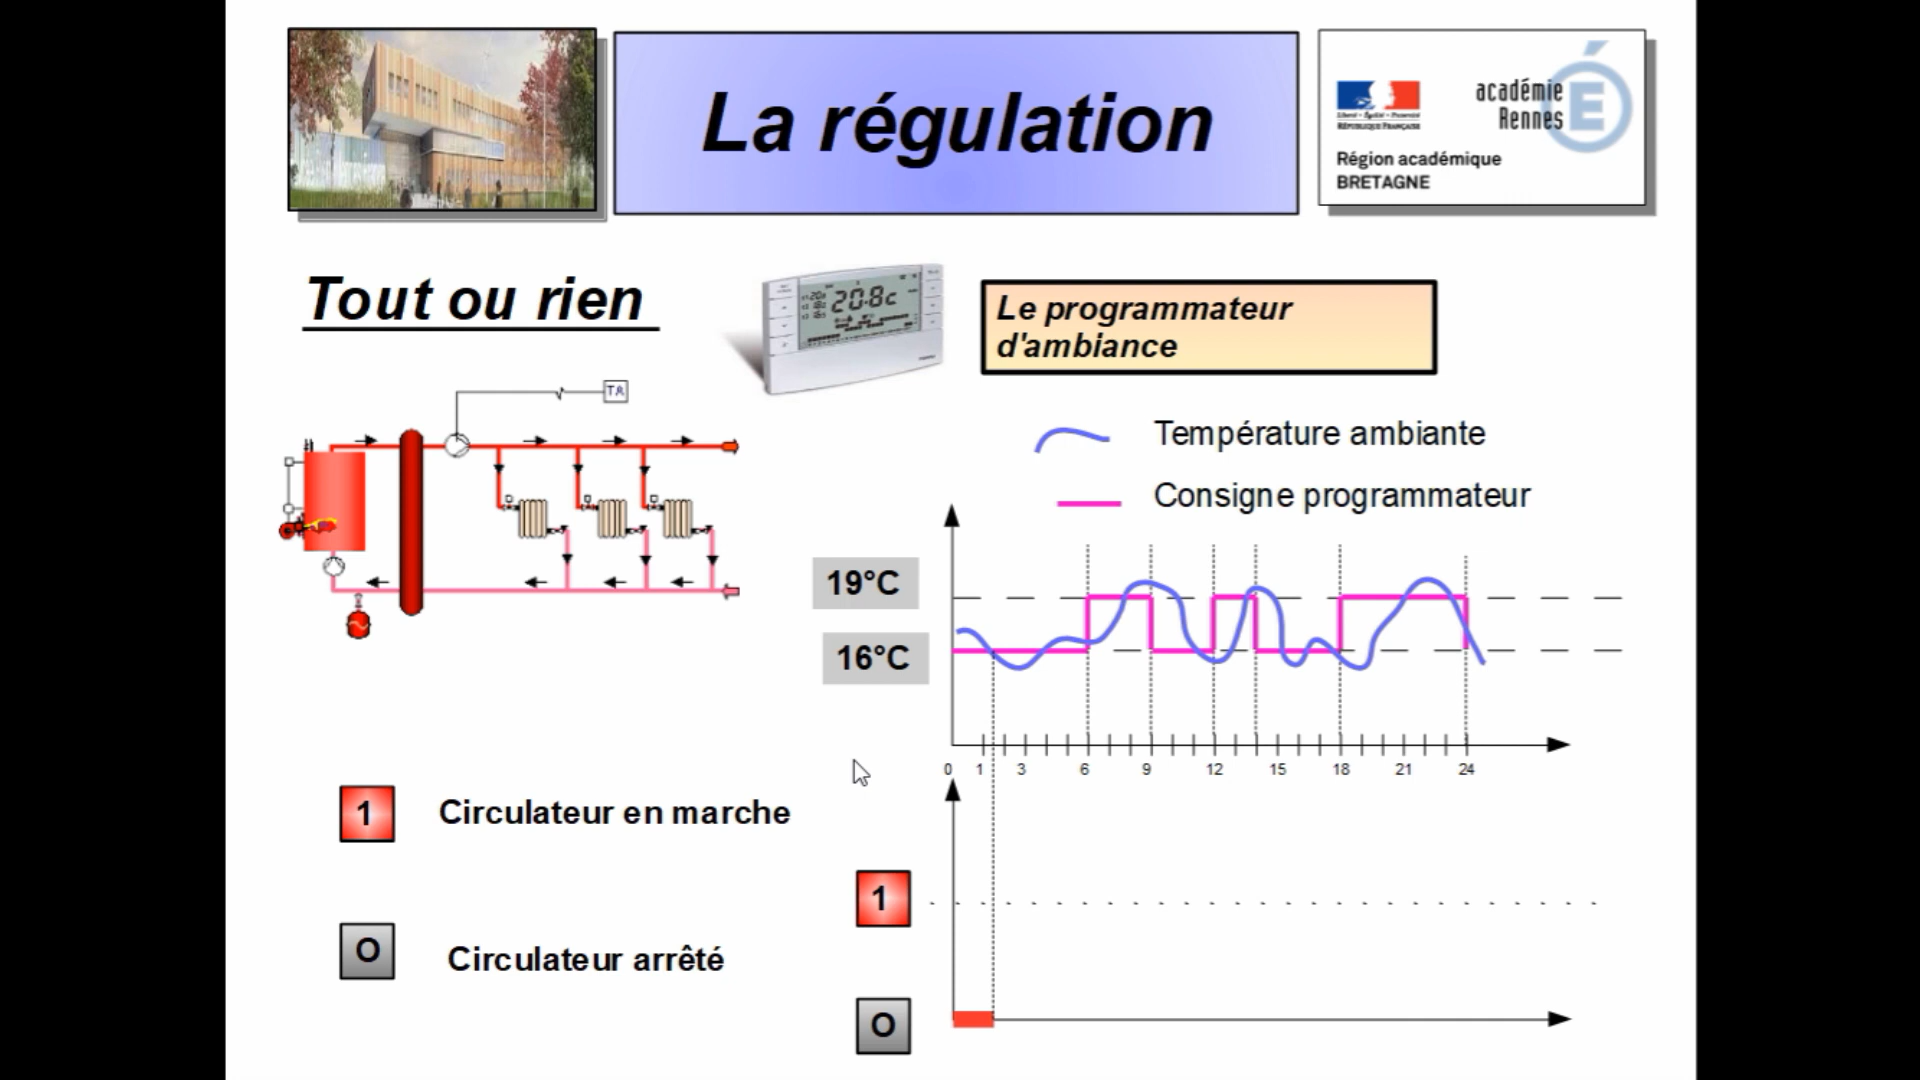 La régulation
académie
Rennes
É
RÉPUBLIQUE FRANÇAISE
Région académique
BRETAGNE
Tout ou rien
20.8c
Le programmateur
d'ambiance
TA
Température ambiante
Consigne programmateur
19°C
16°C
0 1 3 6 9 12 15 18 21 24
1 Circulateur en marche
1
O Circulateur arrêté
O